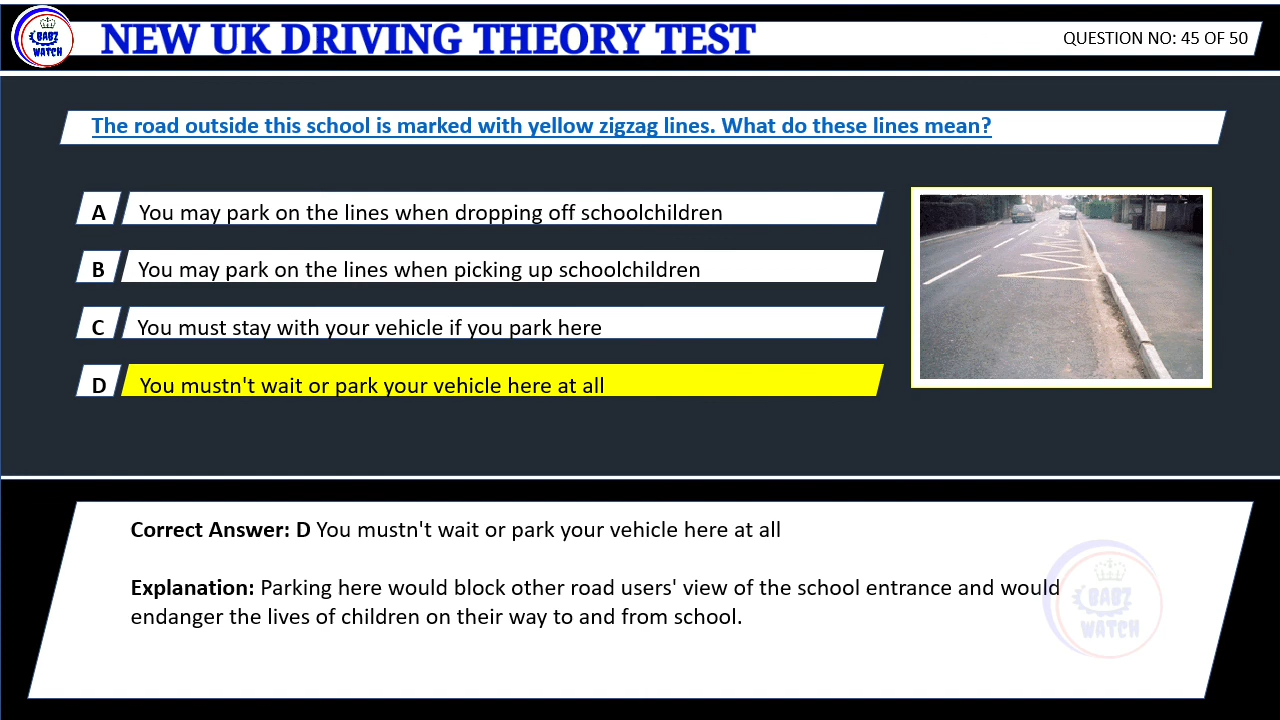 BABZ
WATCH
NEW UK DRIVING THEORY TEST
QUESTION NO: 45 OF 50
The road outside this school is marked with yellow zigzag lines. What do these lines mean?
A You may park on the lines when dropping off schoolchildren
B You may park on the lines when picking up schoolchildren
C You must stay with your vehicle if you park here
D You mustn't wait or park your vehicle here at all
Correct Answer: D You mustn't wait or park your vehicle here at all
Explanation: Parking here would block other road users' view of the school entrance and would
endanger the lives of children on their way to and from school.
BABZ
WATCH